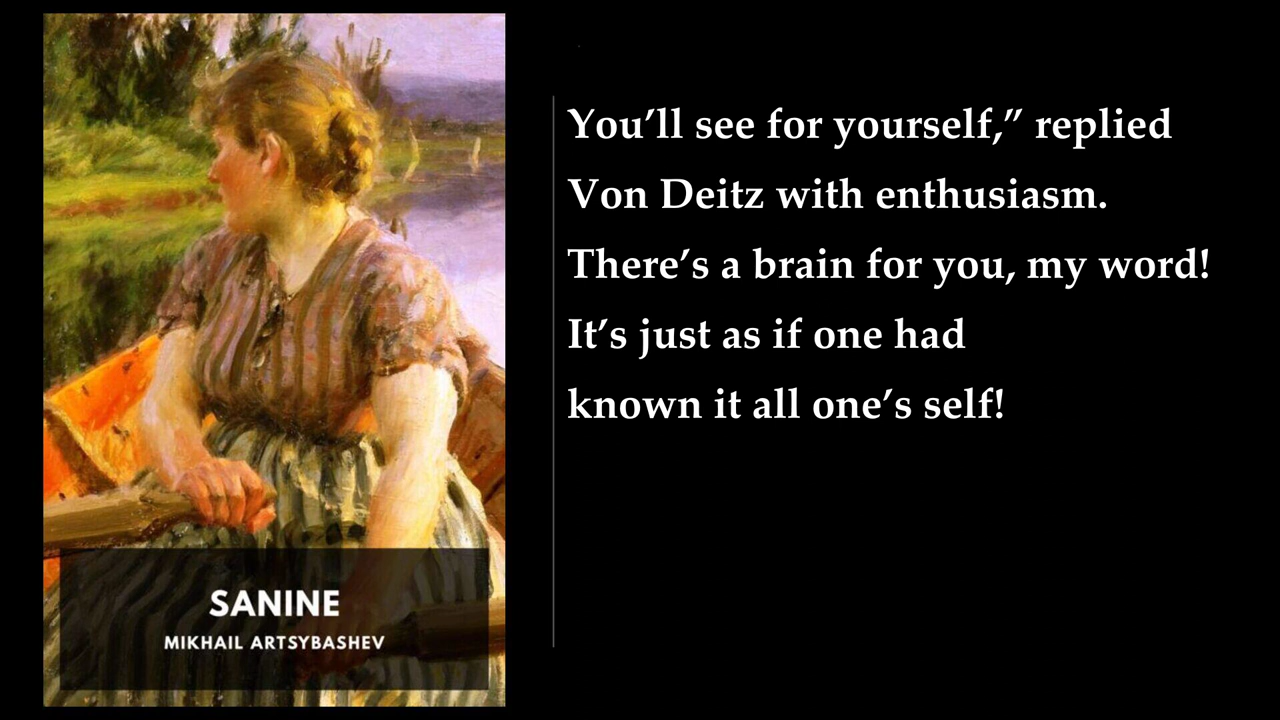 SANINE
MIKHAIL ARTSYBASHEV
You’ll see for yourself,” replied
Von Deitz with enthusiasm.
There’s a brain for you, my word!
It’s just as if one had
known it all one’s self!